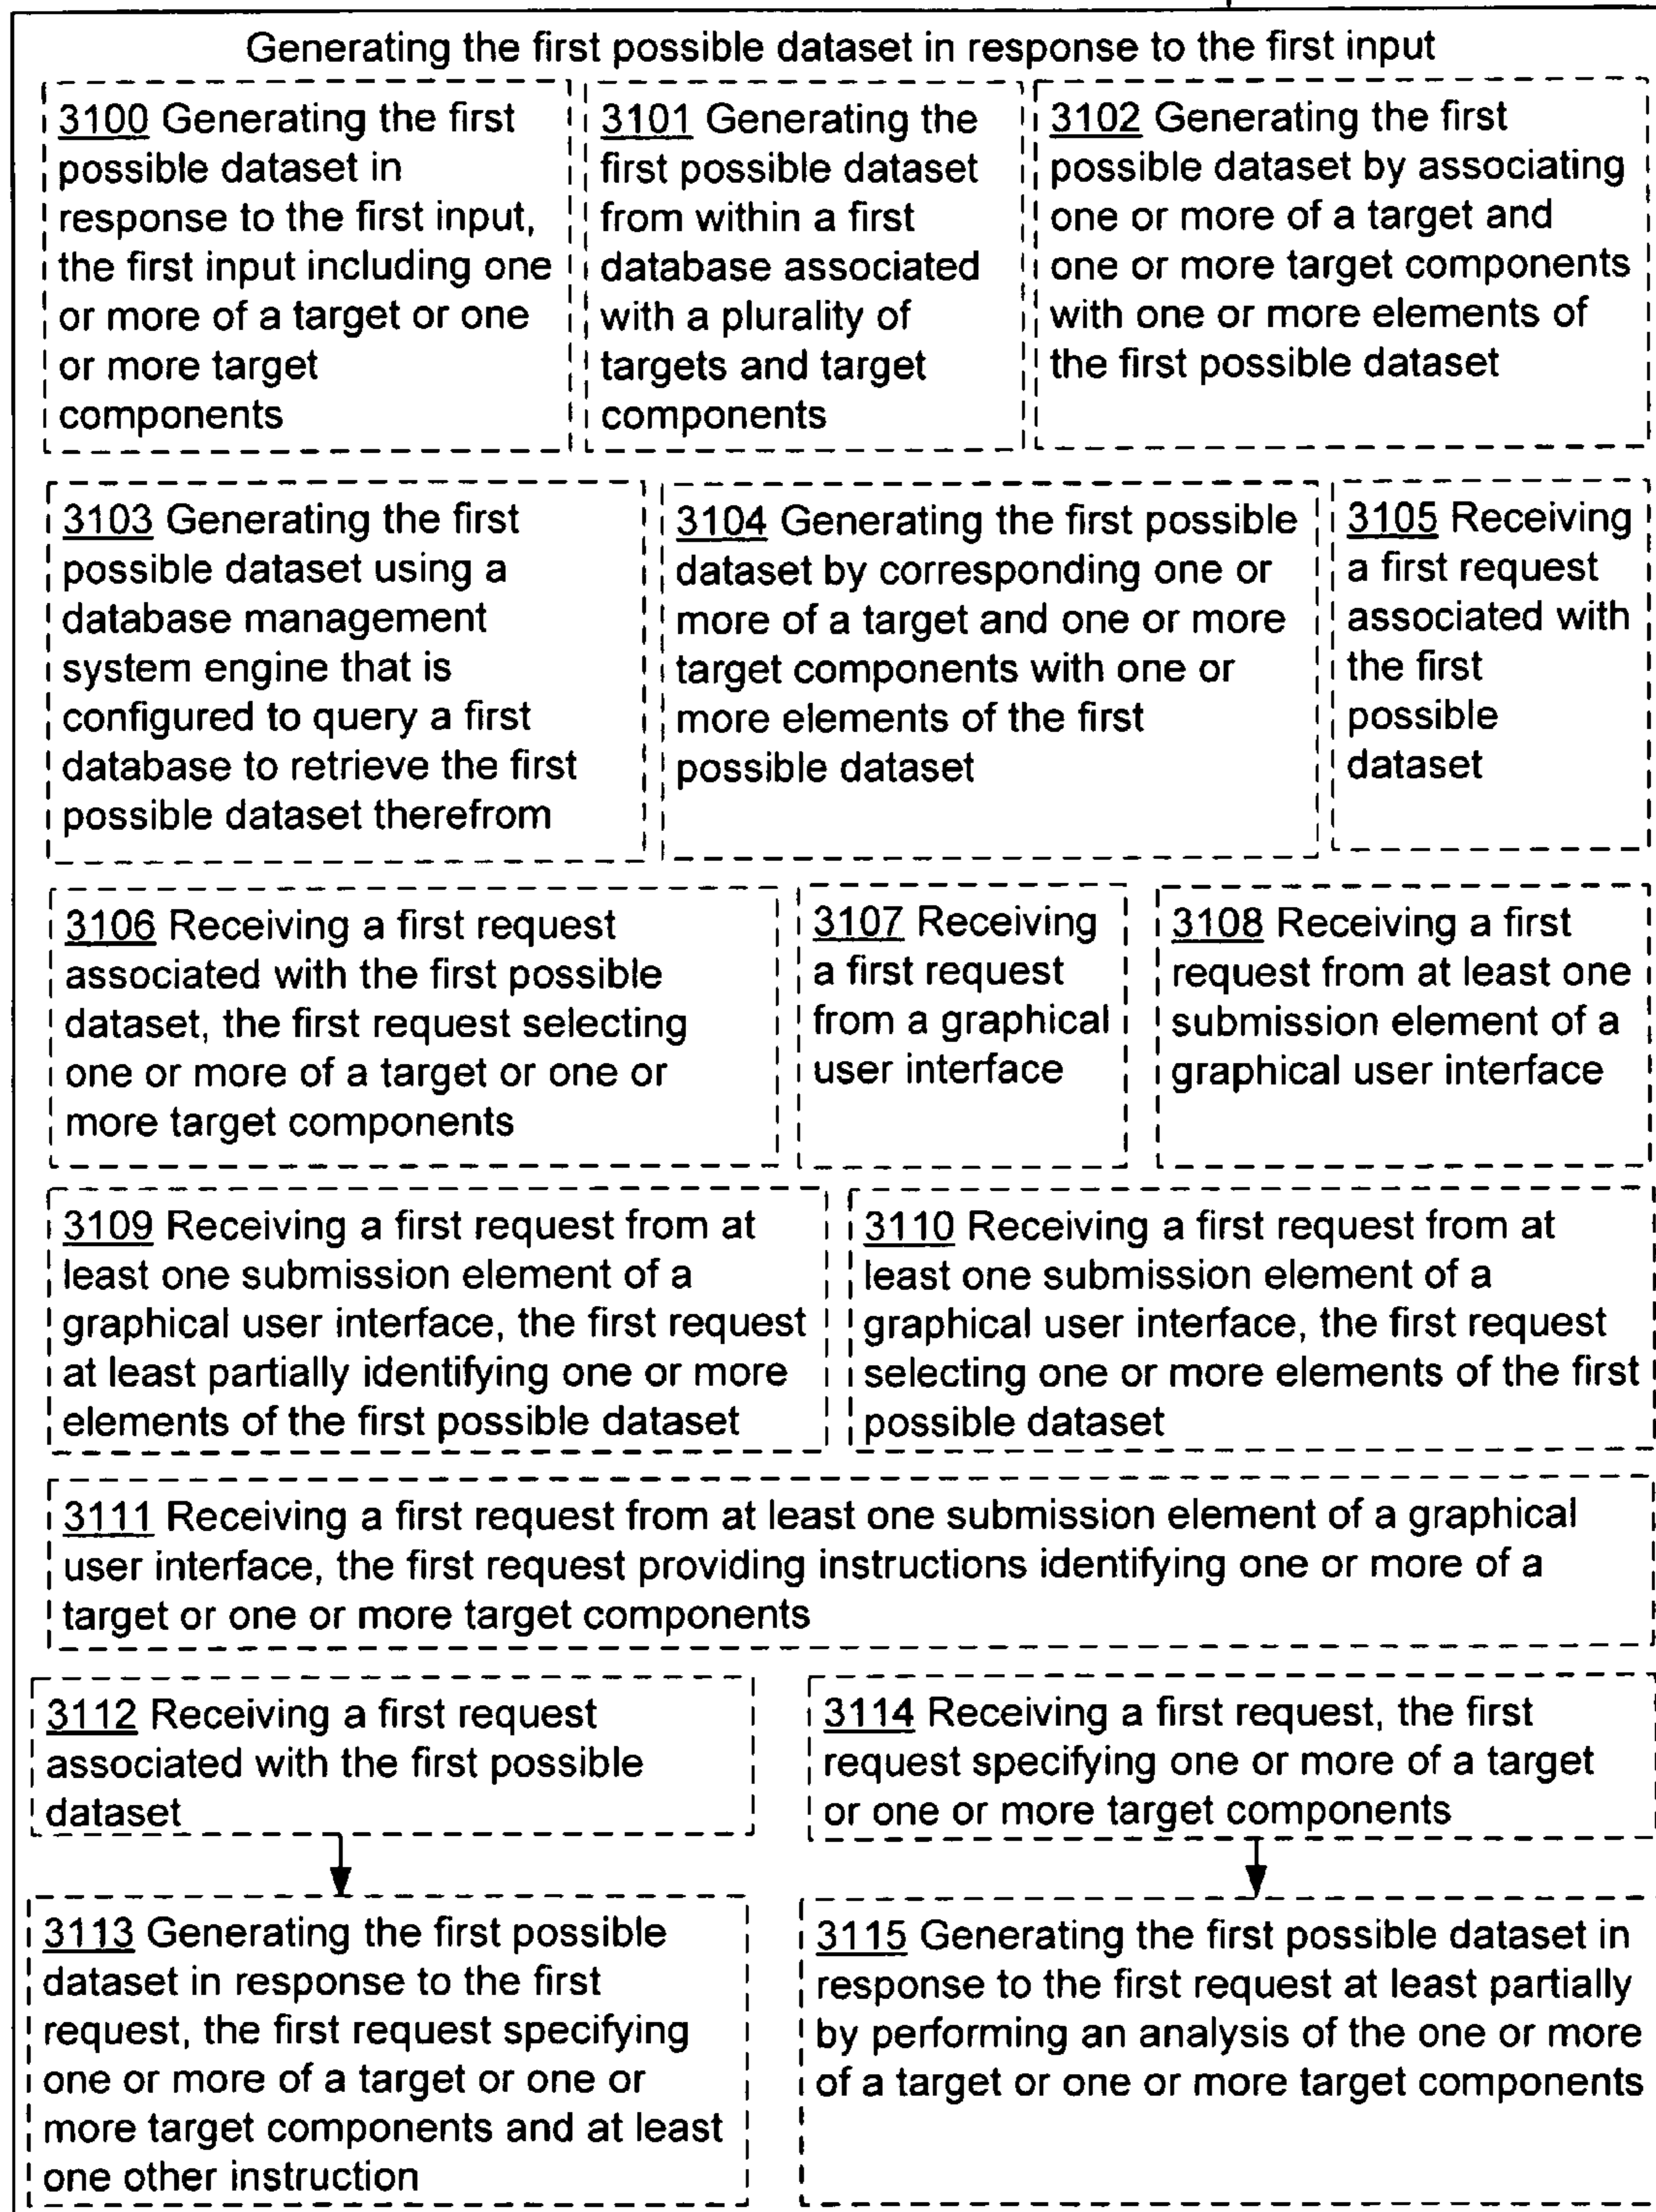 Generating the first possible dataset in response to the first input
3100 Generating the first
possible dataset in
response to the first input,
the first input including one
or more of a target or one
or more target
components
3101 Generating the
first possible dataset
from within a first
database associated
with a plurality of
targets and target
components
3102 Generating the first
possible dataset by associating
one or more of a target and
one or more target components
with one or more elements of
the first possible dataset
3103 Generating the first
possible dataset using a
database management
system engine that is
configured to query a first
database to retrieve the first
possible dataset therefrom
3104 Generating the first possible
dataset by corresponding one or
more of a target and one or more
target components with one or
more elements of the first
possible dataset
3105 Receiving
a first request
associated with
the first
possible
dataset
3106 Receiving a first request
associated with the first possible
dataset, the first request selecting
one or more of a target or one or
more target components
3107 Receiving
a first request
from a graphical
user interface
3108 Receiving a first
request from at least one
submission element of a
graphical user interface
3109 Receiving a first request from at
least one submission element of a
graphical user interface, the first request
at least partially identifying one or more
elements of the first possible dataset
3110 Receiving a first request from at
least one submission element of a
graphical user interface, the first request
selecting one or more elements of the first
possible dataset
3111 Receiving a first request from at least one submission element of a graphical
user interface, the first request providing instructions identifying one or more of a
target or one or more target components
3112 Receiving a first request
associated with the first possible
dataset
3114 Receiving a first request, the first
request specifying one or more of a target
or one or more target components
3113 Generating the first possible
dataset in response to the first
request, the first request specifying
one or more of a target or one or
more target components and at least
one other instruction
3115 Generating the first possible dataset in
response to the first request at least partially
by performing an analysis of the one or more
of a target or one or more target components